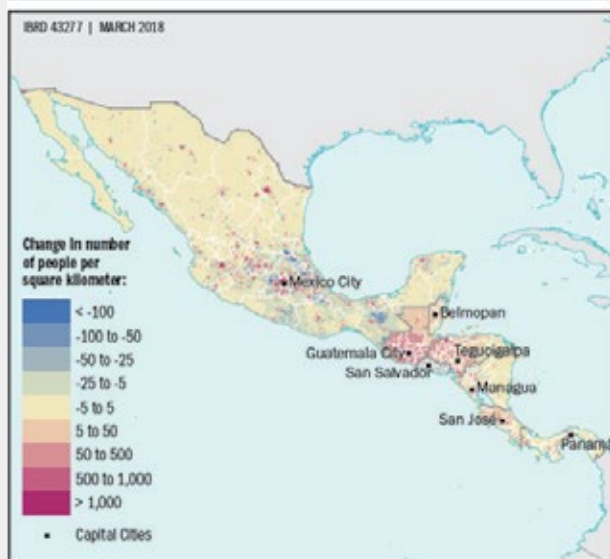 IBRD 43277 | MARCH 2018
Change in number
of people per
square kilometer:
< -100
-100 to -50
-50 to -25
-25 to -5
-5 to 5
5 to 50
50 to 500
500 to 1,000
> 1,000
Capital Cities
Mexico City
Belmopan
Guatemala City
Tegucigalpa
San Salvador
Managua
San José
Panamá